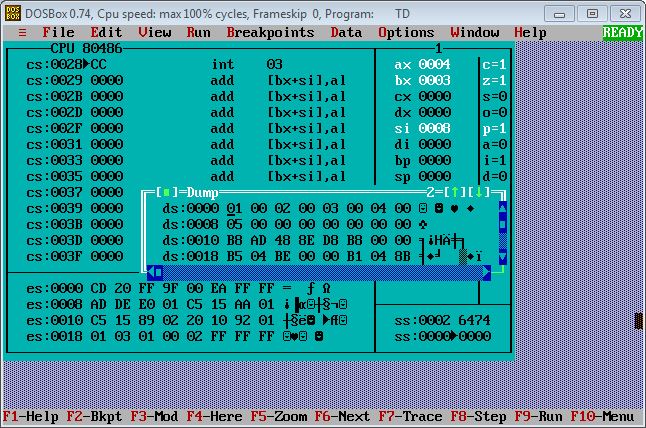 DOSBox 0.74, Cpu speed: max 100% cycles, Frameskip 0, Program: TD
≡ File Edit View Run Breakpoints Data Options Window Help READY
CPU 80486 1
cs:0028►CC int 03 ax 0004 c=1
cs:0029 0000 add [bx+si],al bx 0003 z=1
cs:002B 0000 add [bx+si],al cx 0000 s=0
cs:002D 0000 add [bx+si],al dx 0000 o=0
cs:002F 0000 add [bx+si],al si 0008 p=1
cs:0031 0000 add [bx+si],al di 0000 a=0
cs:0033 0000 add [bx+si],al bp 0000 i=1
cs:0035 0000 add [bx+si],al sp 0000 d=0
cs:0037 0000
cs:0039 0000
cs:003B 0000
cs:003D 0000
cs:003F 0000
[■]=Dump 2=[↑][↓]
ds:0000 01 00 02 00 03 00 04 00 ☺ ☻ ♥ ♦
ds:0008 05 00 00 00 00 00 00 00 ♣
ds:0010 B8 AD 48 8E D8 B8 00 00 ╕¡HÄ╪╕
ds:0018 B5 04 BE 00 00 B1 04 8B ╡♦╛ ▒♦ï
es:0000 CD 20 FF 9F 00 EA FF FF = ƒ Ω
es:0008 AD DE E0 01 C5 15 AA 01 ¡▐α☺┼§¬☺
es:0010 C5 15 89 02 20 10 92 01 ┼§ë☻ ►Æ☺
es:0018 01 03 01 00 02 FF FF FF ☺♥☺ ☻
ss:0002 6474
ss:0000►0000
F1-Help F2-Bkpt F3-Mod F4-Here F5-Zoom F6-Next F7-Trace F8-Step F9-Run F10-Menu